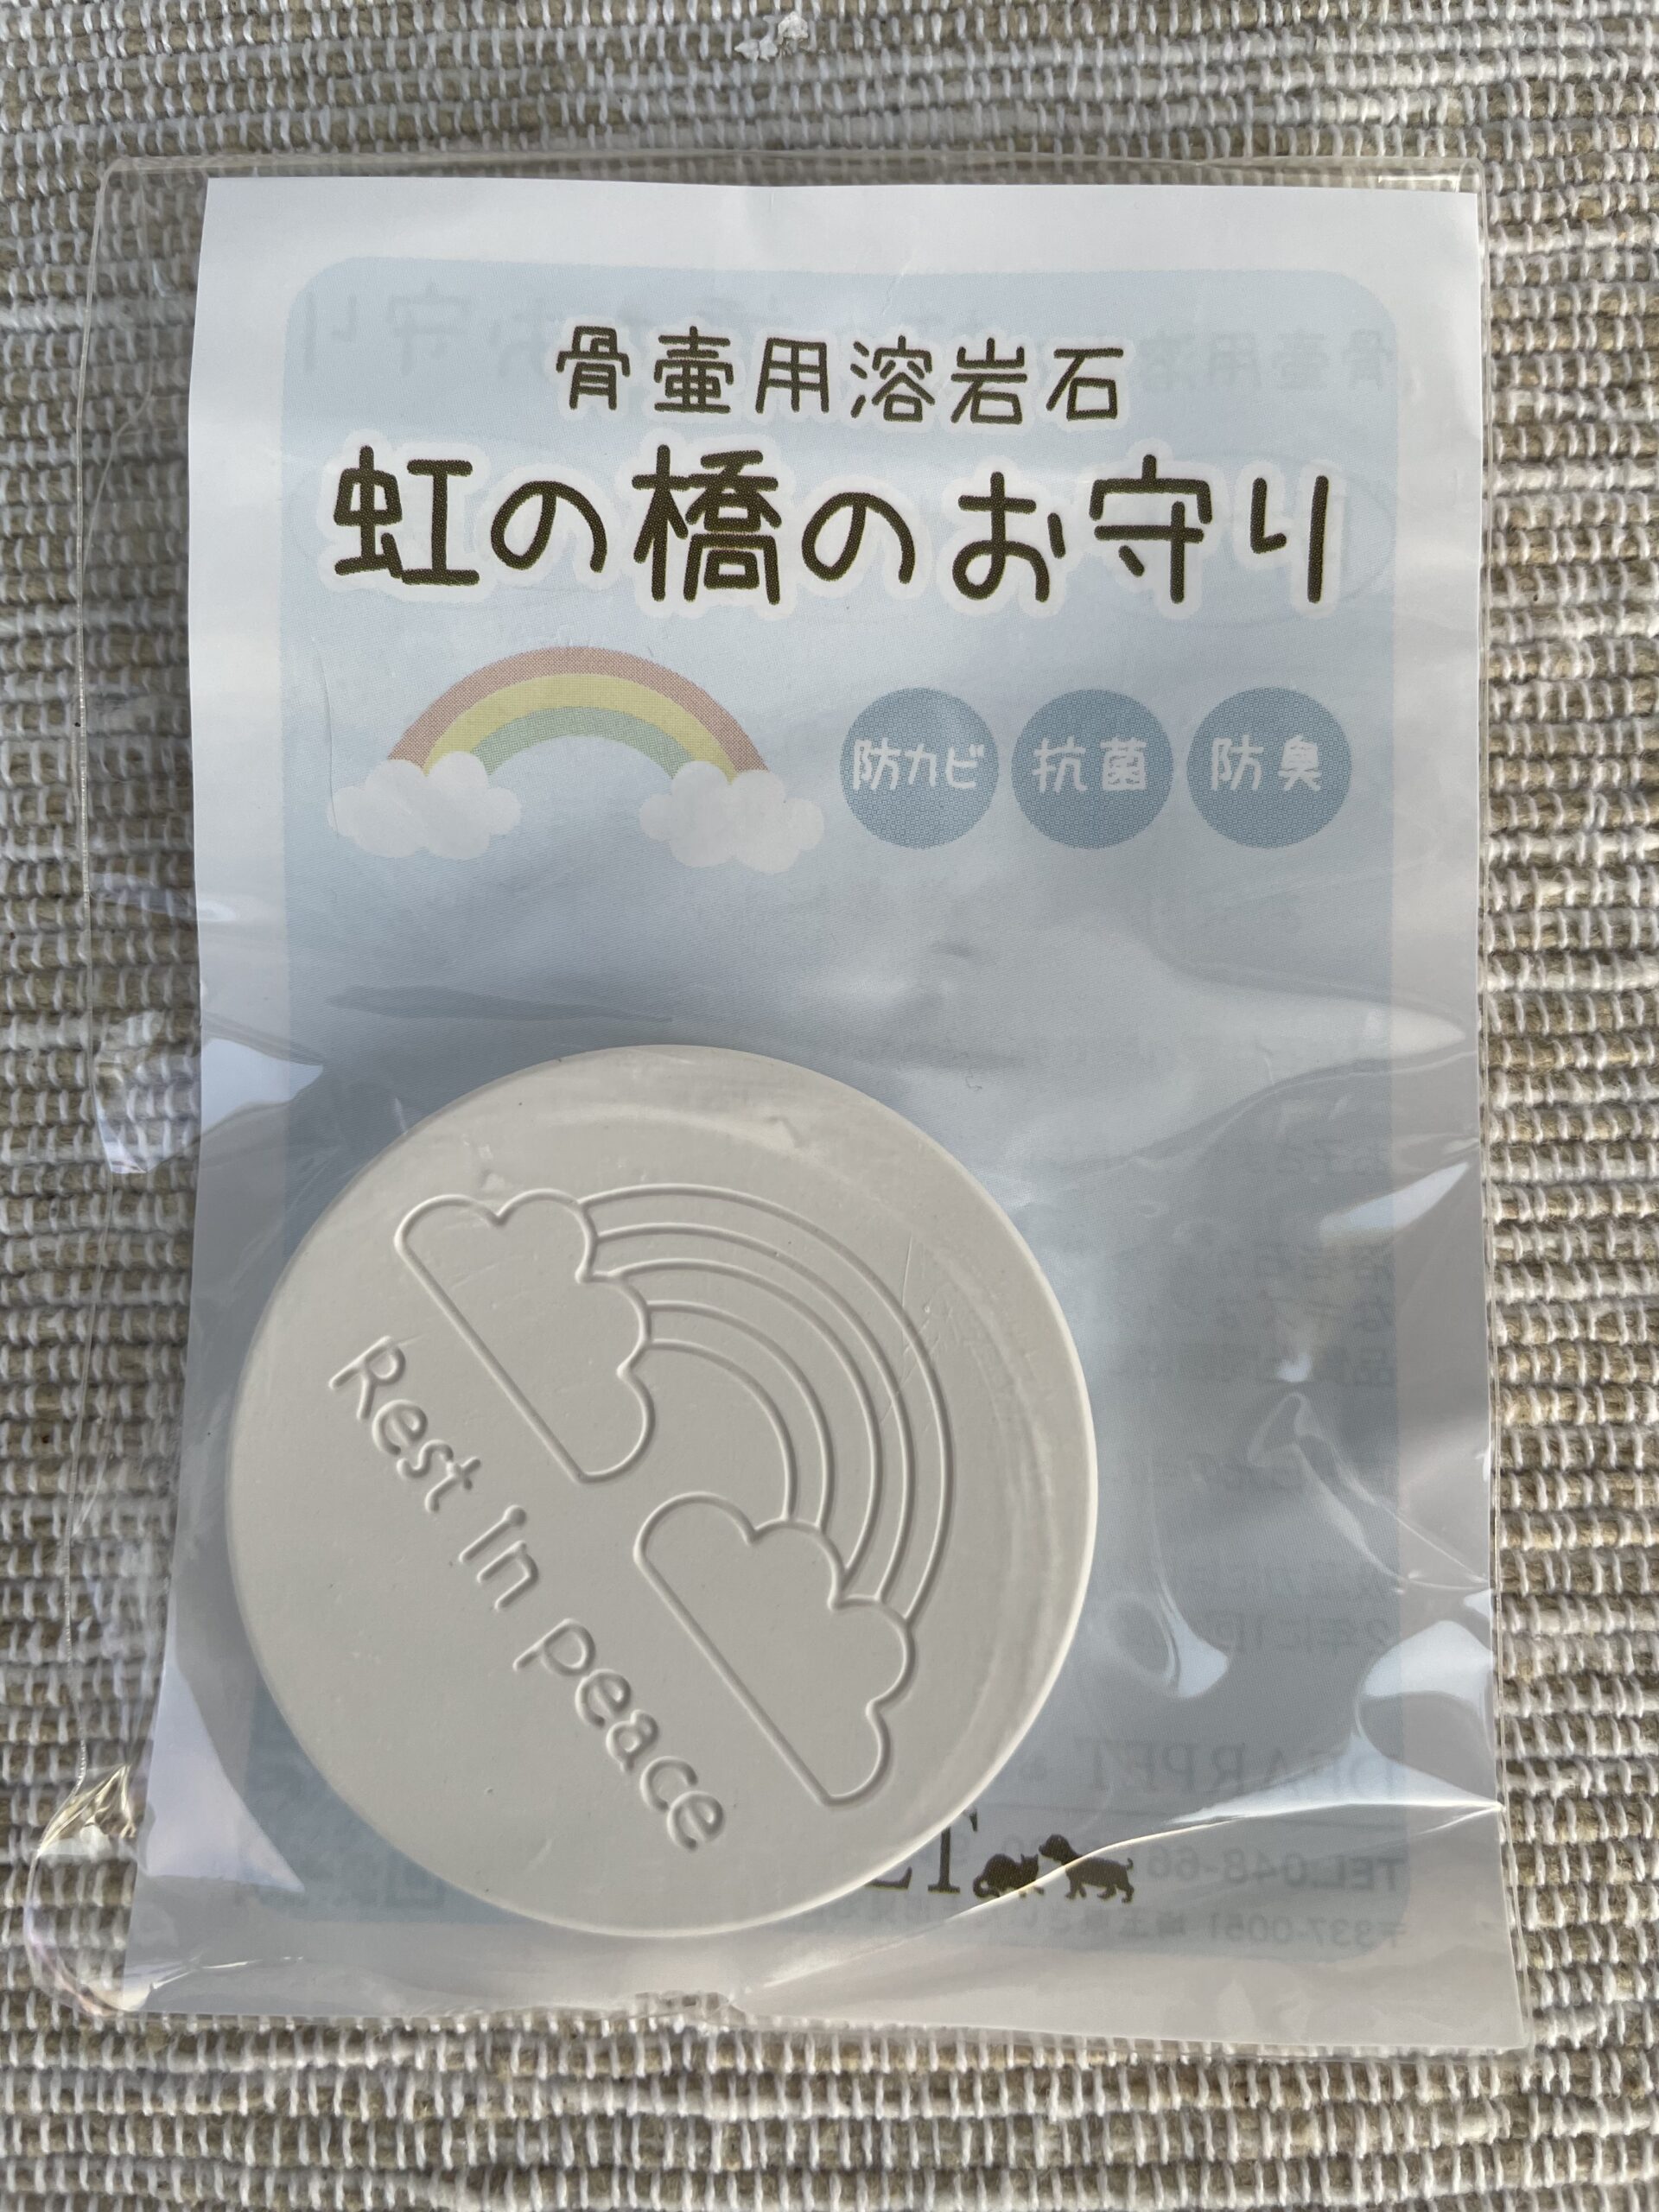 骨壷用溶岩石
虹の橋のお守り
防カビ 抗菌 防臭
Rest in peace